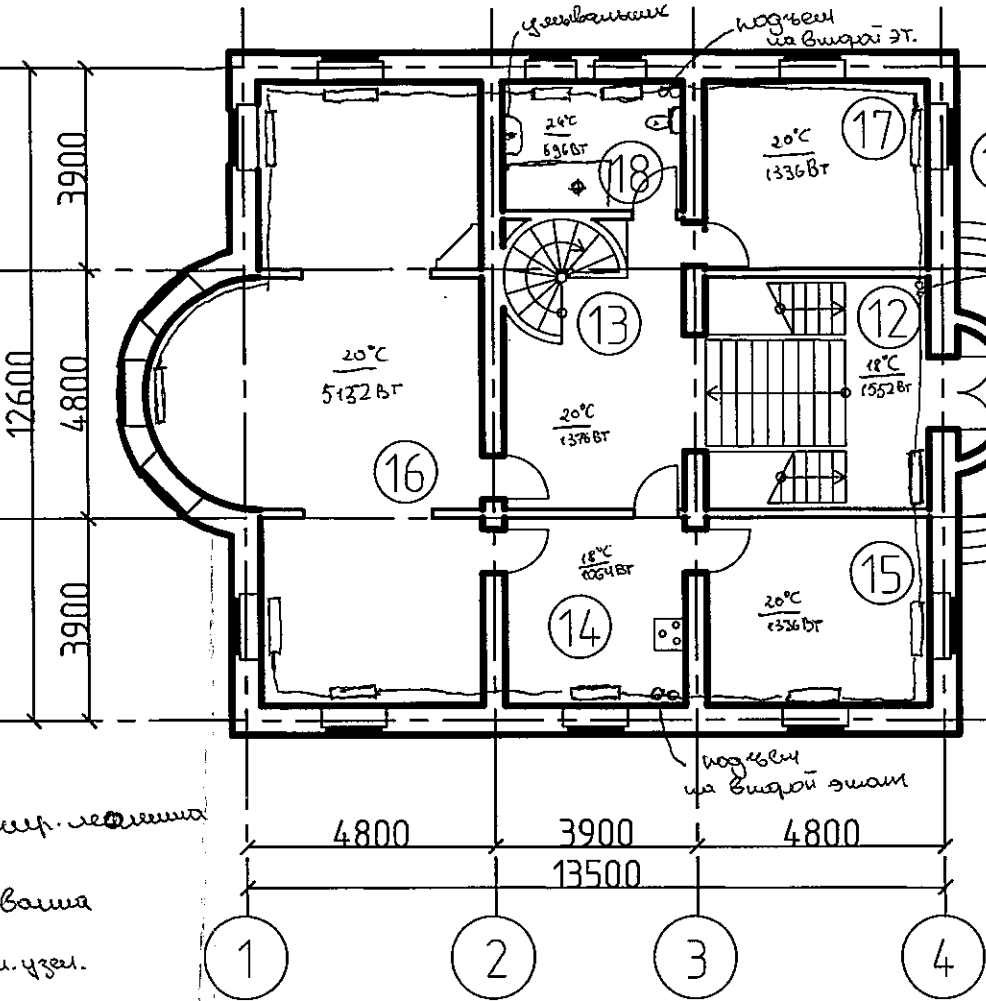 умывальник
подъем
на второй эт.
24°C
696Вт
18
20°C
1336Вт
17
3900
12600
4800
3900
20°C
5132Вт
16
13
20°C
1376Вт
12
18°C
1552Вт
18°C
1064Вт
14
20°C
1336Вт
15
подъем
на второй этаж
ванна
узел.
4800
3900
4800
13500
1
2
3
4